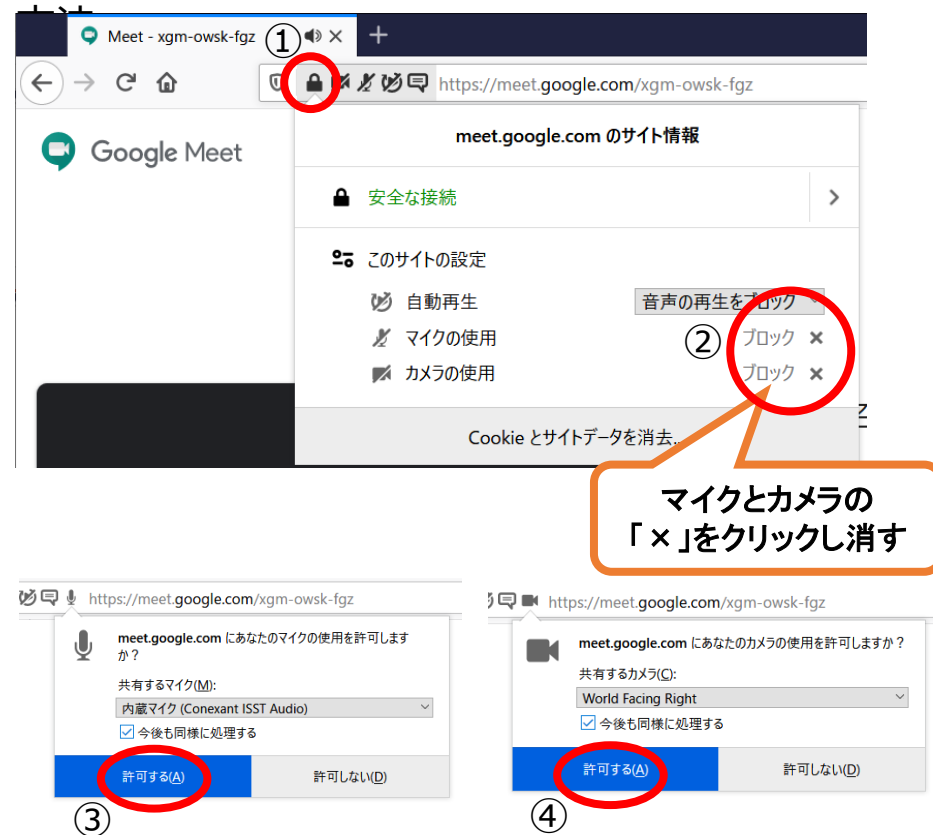 Meet - xgm-owsk-fgz
①
https://meet.google.com/xgm-owsk-fgz
Google Meet
meet.google.com のサイト情報
安全な接続
このサイトの設定
自動再生 音声の再生をブロック
マイクの使用 ブロック ×
②
カメラの使用 ブロック ×
Cookie とサイトデータを消去...
マイクとカメラの
「×」をクリックし消す
https://meet.google.com/xgm-owsk-fgz
meet.google.com にあなたのマイクの使用を許可します
か？
共有するマイク(M):
内蔵マイク (Conexant ISST Audio)
今後も同様に処理する
許可する(A) 許可しない(D)
③
https://meet.google.com/xgm-owsk-fgz
meet.google.com にあなたのカメラの使用を許可しますか？
共有するカメラ(C):
World Facing Right
今後も同様に処理する
許可する(A) 許可しない(D)
④